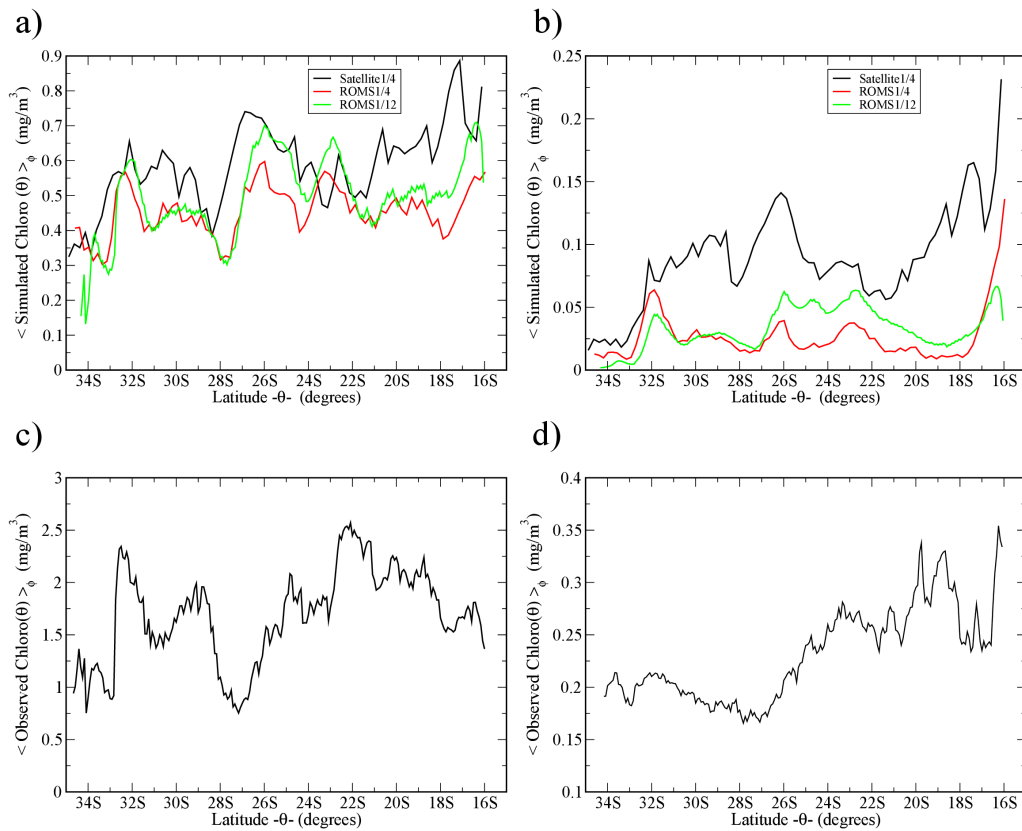 a)
< Simulated Chloro (θ) >ϕ (mg/m³)
0.9
0.8
0.7
0.6
0.5
0.4
0.3
0.2
0.1
0
Satellite1/4
ROMS1/4
ROMS1/12
34S 32S 30S 28S 26S 24S 22S 20S 18S 16S
Latitude -θ- (degrees)
b)
< Simulated Chloro (θ) >ϕ (mg/m³)
0.25
0.2
0.15
0.1
0.05
0
Satellite1/4
ROMS1/4
ROMS1/12
34S 32S 30S 28S 26S 24S 22S 20S 18S 16S
Latitude -θ- (degrees)
c)
< Observed Chloro(θ) >ϕ (mg/m³)
3
2.5
2
1.5
1
0.5
0
34S 32S 30S 28S 26S 24S 22S 20S 18S 16S
Latitude -θ- (degrees)
d)
< Observed Chloro(θ) >ϕ (mg/m³)
0.4
0.35
0.3
0.25
0.2
0.15
0.1
34S 32S 30S 28S 26S 24S 22S 20S 18S 16S
Latitude -θ- (degrees)